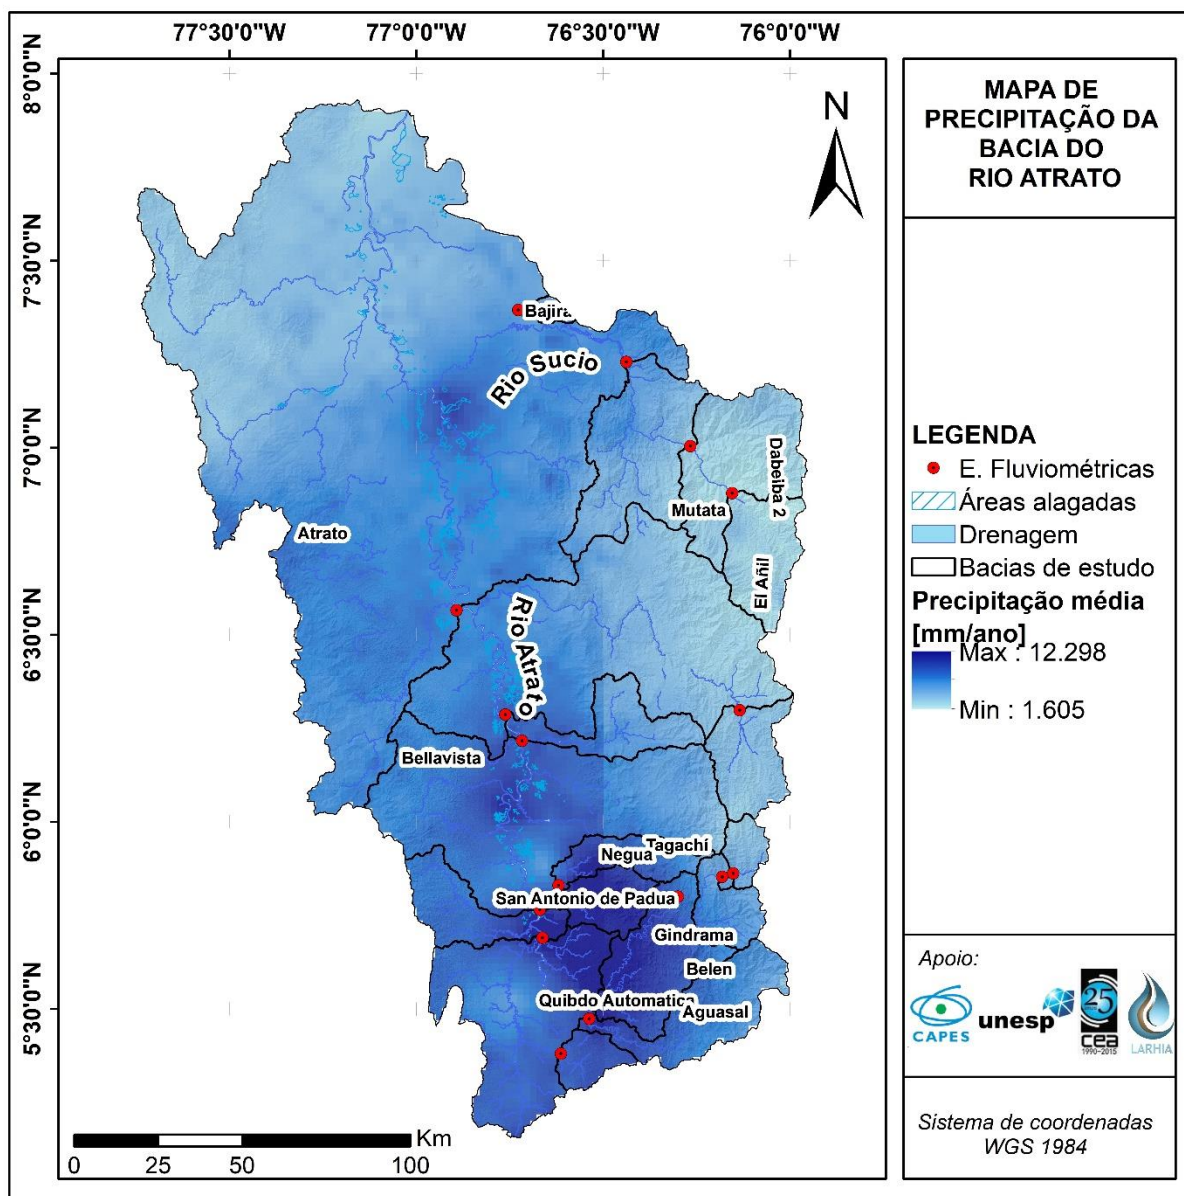 77°30'0"W
77°0'0"W
76°30'0"W
76°0'0"W
8°0'0"N
7°30'0"N
7°0'0"N
6°30'0"N
6°0'0"N
5°30'0"N
N
Bajira
Rio Sucio
Dabeiba 2
Mutata
Atrato
El Añil
Rio Atrato
Bellavista
Tagachí
Negua
San Antonio de Padua
Gindrama
Belen
Quibdo Automatica
Aguasal
Km
0 25 50 100
MAPA DE
PRECIPITAÇÃO DA
BACIA DO
RIO ATRATO
LEGENDA
E. Fluviométricas
Áreas alagadas
Drenagem
Bacias de estudo
Precipitação média
[mm/ano]
Max : 12.298
Min : 1.605
Apoio:
CAPES
unesp
25
cea
1990-2015
LARHIA
Sistema de coordenadas
WGS 1984